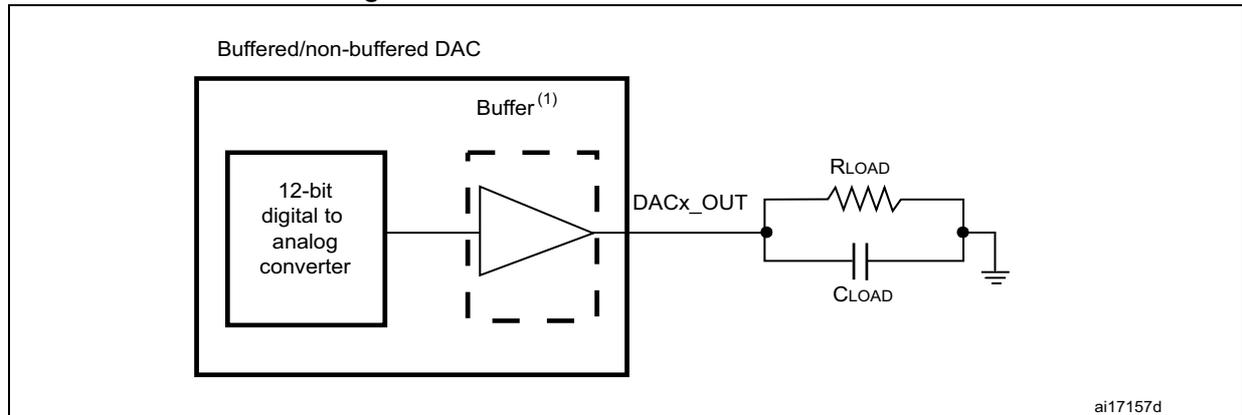 Buffered/non-buffered DAC
Buffer(1)
12-bit
digital to
analog
converter
DACx_OUT
RLOAD
CLOAD
ai17157d